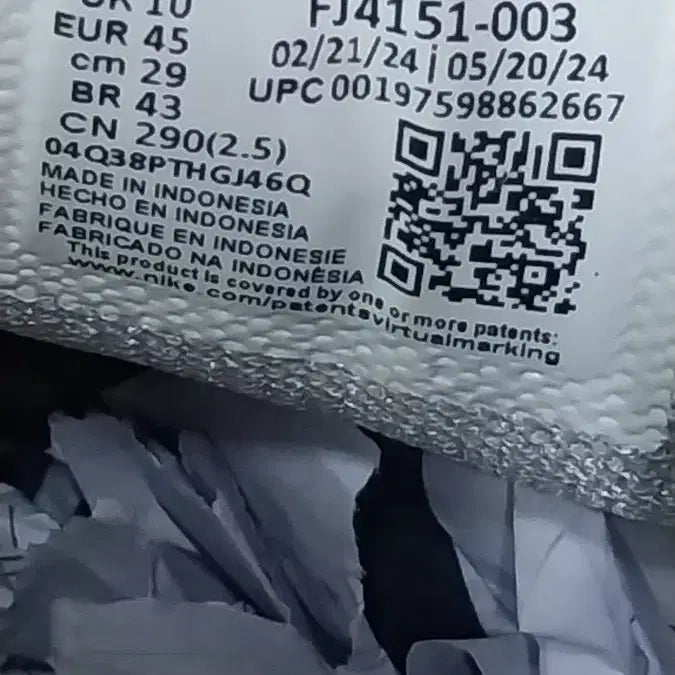 UK 10
EUR 45
cm 29
BR 43
CN 290(2.5)
04Q38PTHGJ46Q
FJ4151-003
02/21/24 | 05/20/24
UPC 00197598862667
MADE IN INDONESIA
HECHO EN INDONESIA
FABRIQUE EN INDONESIE
FABRICADO NA INDONÉSIA
This product is covered by one or more patents:
www.nike.com/patentsvirtualmarking